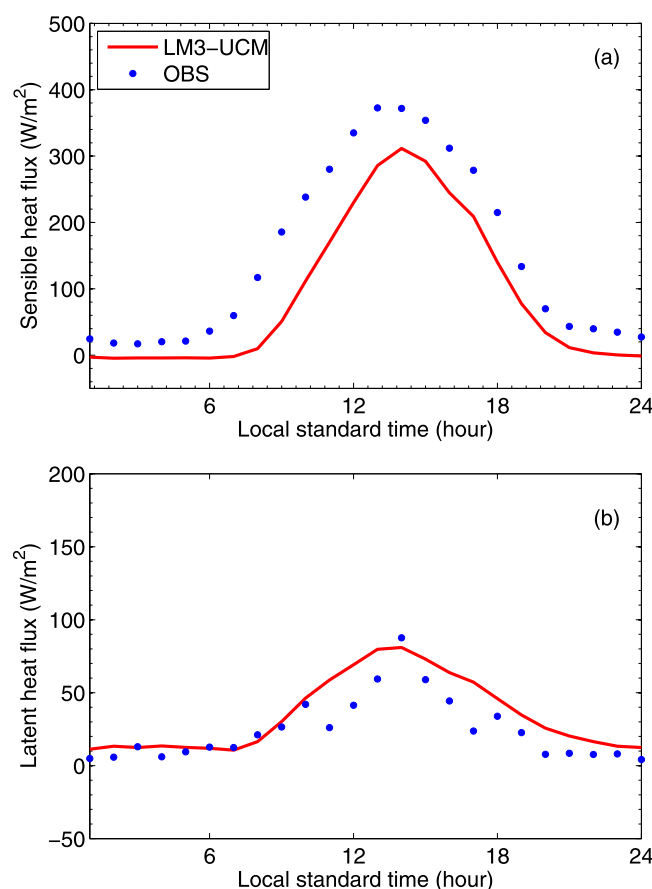 500
400
300
200
100
0
Sensible heat flux (W/m²)
LM3−UCM
OBS
(a)
6
12
18
24
Local standard time (hour)
200
150
100
50
0
−50
Latent heat flux (W/m²)
(b)
6
12
18
24
Local standard time (hour)